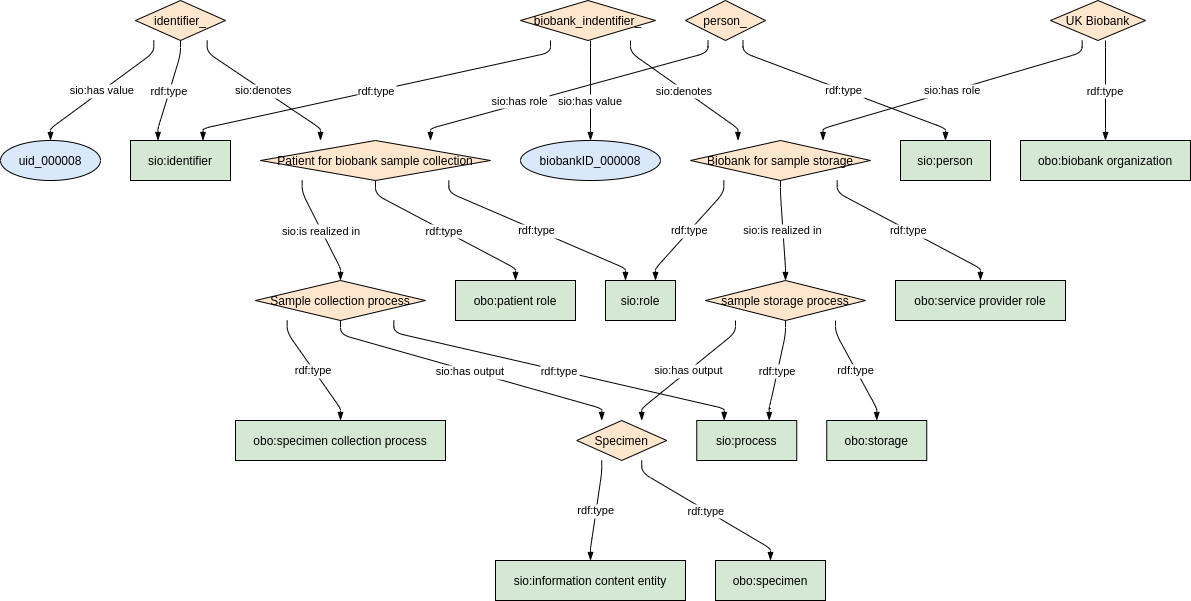 identifier_
biobank_indentifier_
person_
UK Biobank
sio:has value
rdf:type
sio:denotes
rdf:type
sio:has role
sio:has value
sio:denotes
rdf:type
sio:has role
rdf:type
uid_000008
sio:identifier
Patient for biobank sample collection
biobankID_000008
Biobank for sample storage
sio:person
obo:biobank organization
sio:is realized in
rdf:type
rdf:type
rdf:type
sio:is realized in
rdf:type
Sample collection process
obo:patient role
sio:role
sample storage process
obo:service provider role
rdf:type
sio:has output
rdf:type
sio:has output
rdf:type
rdf:type
obo:specimen collection process
Specimen
sio:process
obo:storage
rdf:type
rdf:type
sio:information content entity
obo:specimen